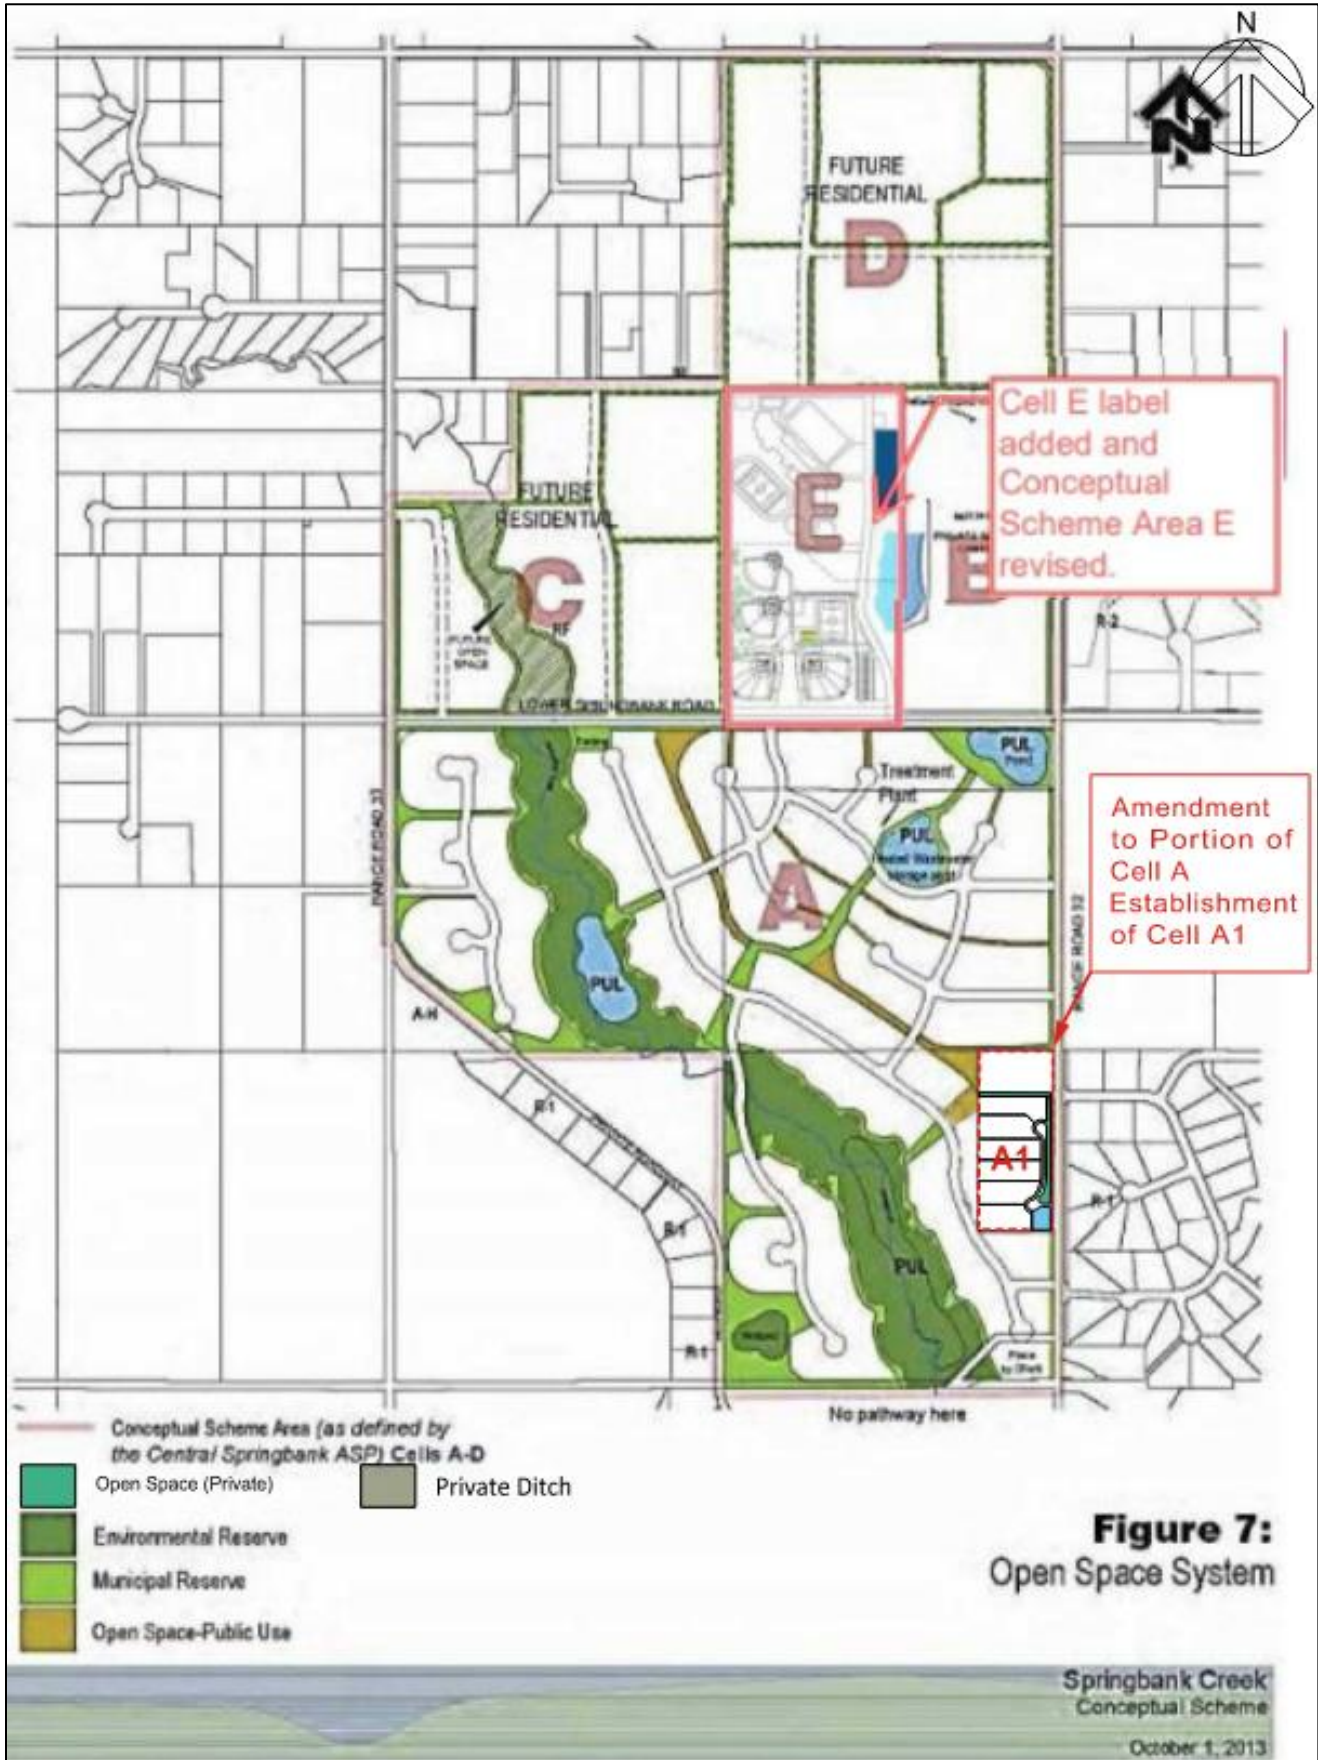 N
N
FUTURE
RESIDENTIAL
D
Cell E label
added and
Conceptual
Scheme Area E
revised.
E
E
FUTURE
RESIDENTIAL
C
RF
FUTURE
OPEN
SPACE
R-2
LOWER SPRINGBANK ROAD
PUL
Pond
Treatment
Plant
PUL
A
Amendment
to Portion of
Cell A
Establishment
of Cell A1
RANGE ROAD 33
RANGE ROAD 32
PUL
A-H
R-1
A1
R-1
R-1
PUL
R-1
No pathway here
Conceptual Scheme Area (as defined by
the Central Springbank ASP) Cells A-D
Open Space (Private)
Private Ditch
Environmental Reserve
Municipal Reserve
Open Space-Public Use
Figure 7:
Open Space System
Springbank Creek
Conceptual Scheme
October 1, 2013